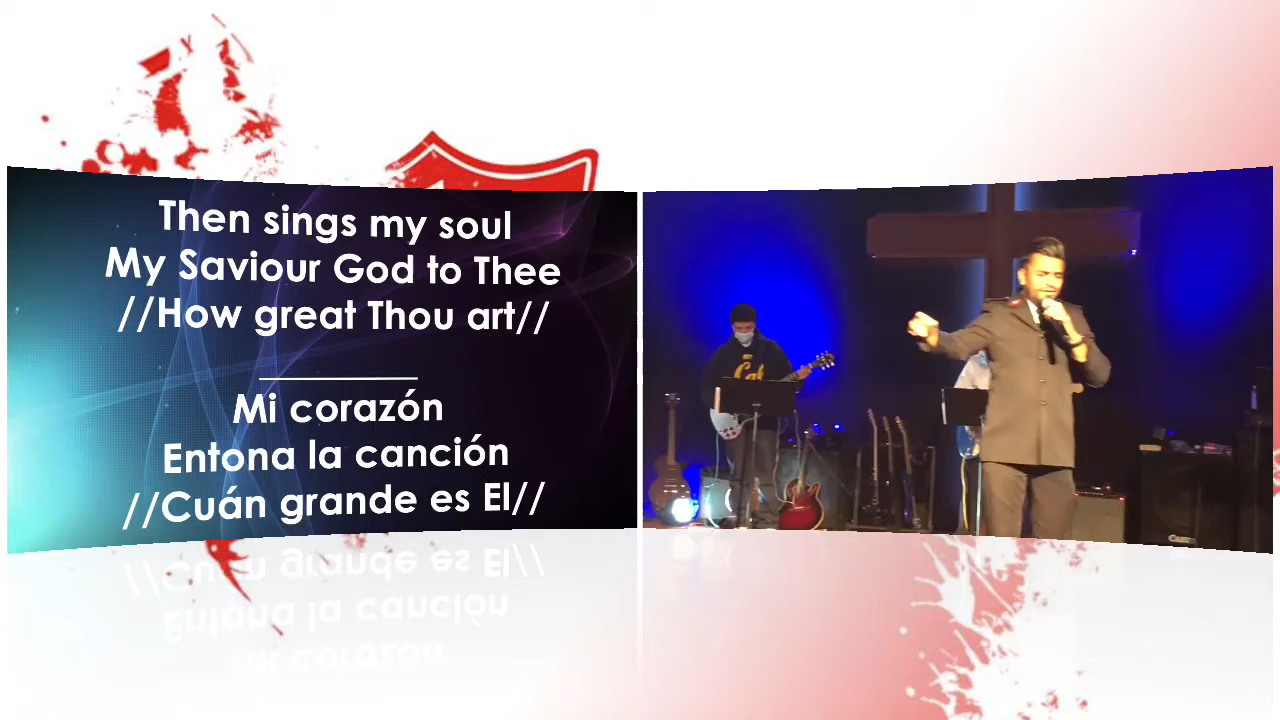 Then sings my soul
My Saviour God to Thee
//How great Thou art//
Mi corazón
Entona la canción
//Cuán grande es El//
Cal